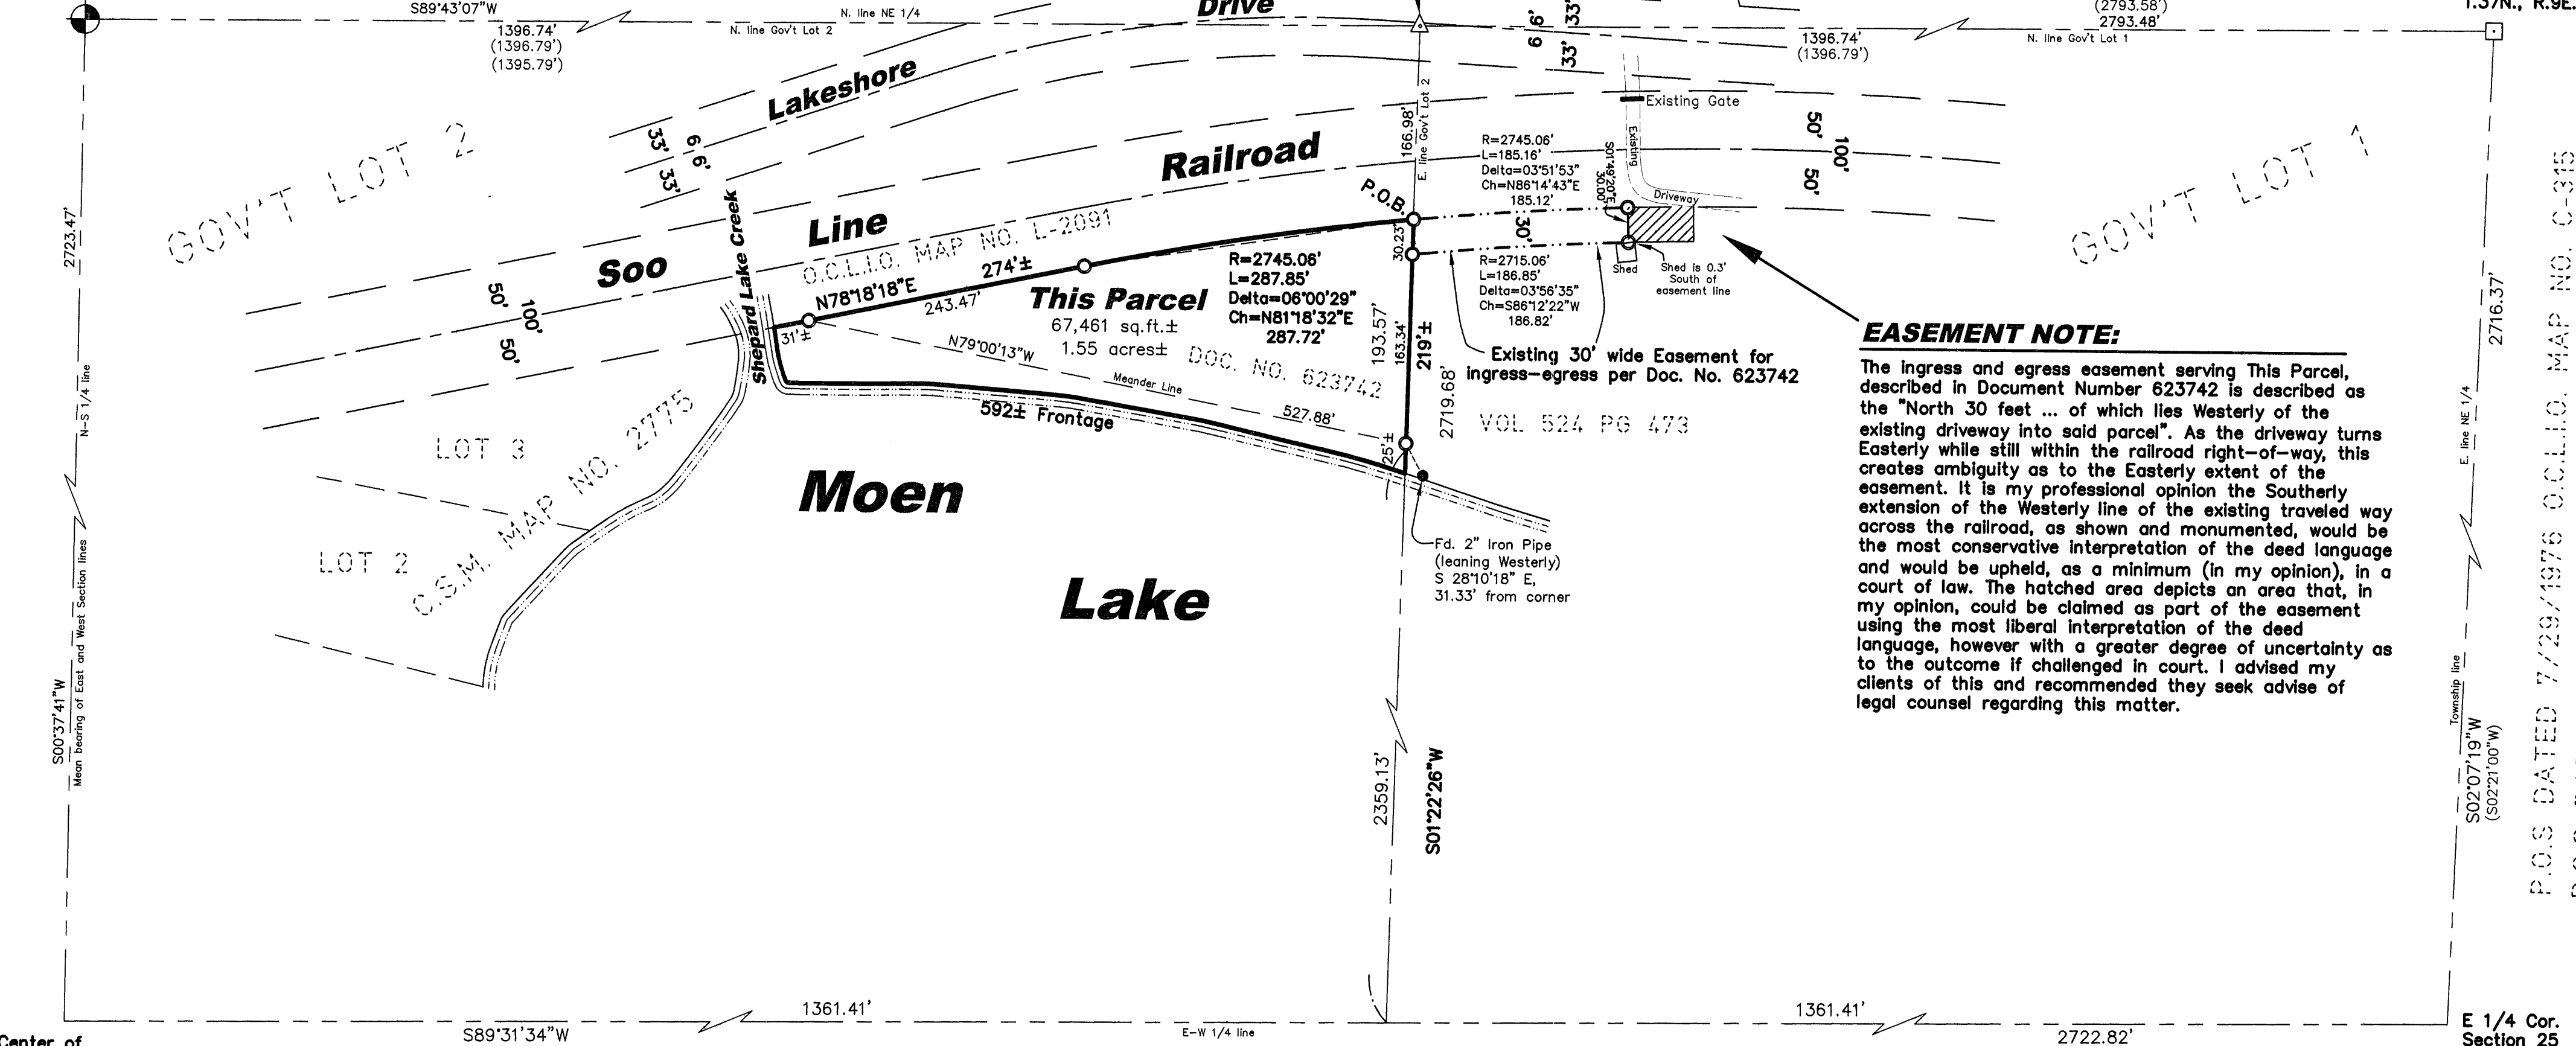 S89°43'07"W
N. line NE 1/4
Drive
1396.74'
(1396.79')
(1395.79')
N. line Gov't Lot 2
6'
6'
33'
33'
(2793.58')
2793.48'
T.37N., R.9E.
1396.74'
(1396.79')
N. line Gov't Lot 1
Lakeshore
33'
6'
6'
33'
GOV'T LOT 2
Railroad
166.98'
E. line Gov't Lot 2
R=2745.06'
L=185.16'
Delta=03°51'53"
Ch=N86°14'43"E
185.12'
Existing Gate
Existing
Driveway
S01°49'20"E
30.00'
50'
100'
50'
GOV'T LOT 1
2723.47'
N-S 1/4 line
Shepard Lake Creek
Soo
Line
O.C.L.I.O. MAP NO. L-2091
P.O.B.
N78°18'18"E
274'±
243.47'
31'±
50'
100'
50'
This Parcel
67,461 sq.ft.±
1.55 acres±
R=2745.06'
L=287.85'
Delta=06°00'29"
Ch=N81°18'32"E
287.72'
30.23'
30'
Shed
Shed is 0.3'
South of
easement line
R=2715.06'
L=186.85'
Delta=03°56'35"
Ch=S86°12'22"W
186.82'
N79°00'13"W
Meander Line
527.88'
DOC. NO. 623742
193.57'
163.34'
219'±
2719.68'
25'±
Existing 30' wide Easement for
ingress-egress per Doc. No. 623742
VOL 524 PG 473
592± Frontage
EASEMENT NOTE:
The ingress and egress easement serving This Parcel,
described in Document Number 623742 is described as
the "North 30 feet ... of which lies Westerly of the
existing driveway into said parcel". As the driveway turns
Easterly while still within the railroad right-of-way, this
creates ambiguity as to the Easterly extent of the
easement. It is my professional opinion the Southerly
extension of the Westerly line of the existing traveled way
across the railroad, as shown and monumented, would be
the most conservative interpretation of the deed language
and would be upheld, as a minimum (in my opinion), in a
court of law. The hatched area depicts an area that, in
my opinion, could be claimed as part of the easement
using the most liberal interpretation of the deed
language, however with a greater degree of uncertainty as
to the outcome if challenged in court. I advised my
clients of this and recommended they seek advise of
legal counsel regarding this matter.
LOT 3
LOT 2
C.S.M. MAP NO. 2775
Moen
Lake
Fd. 2" Iron Pipe
(leaning Westerly)
S 28°10'18" E,
31.33' from corner
S00°37'41"W
Mean bearing of East and West Section lines
2359.13'
S01°22'26"W
2716.37'
E. line NE 1/4
Township line
S02°07'19"W
(S02°21'00"W)
P.O.S DATED 7/29/1976 O.C.L.I.O. MAP NO. C-315
1361.41'
S89°31'34"W
E-W 1/4 line
1361.41'
2722.82'
Center of
E 1/4 Cor.
Section 25